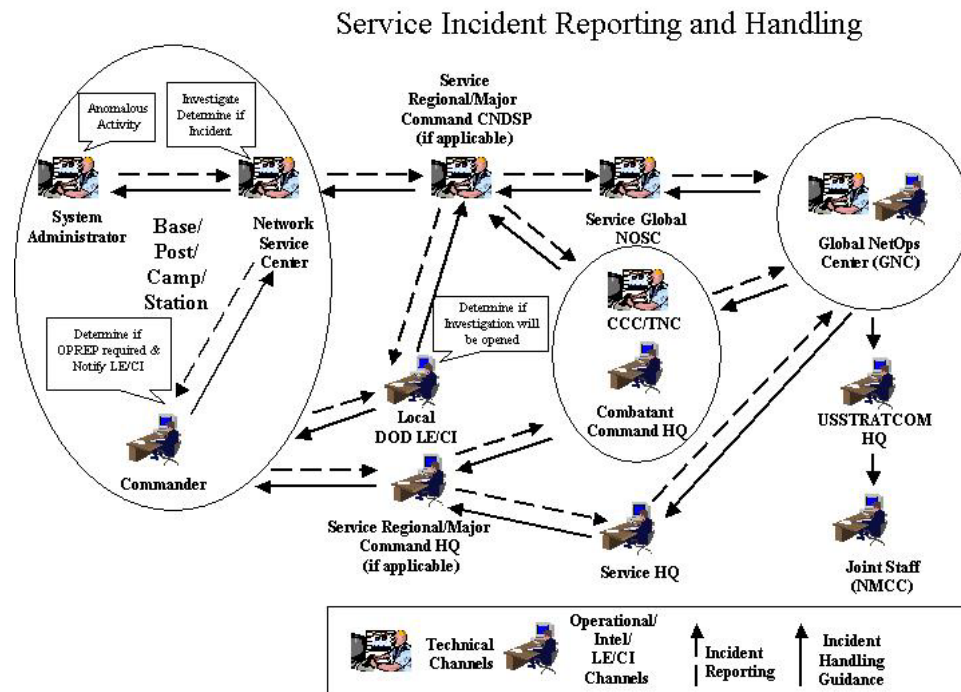 Service Incident Reporting and Handling
Anomalous
Activity
Investigate
Determine if
Incident
Service
Regional/Major
Command CNDSP
(if applicable)
System
Administrator
Base/
Post/
Camp/
Station
Network
Service
Center
Service Global
NOSC
Global NetOps
Center (GNC)
Determine if
OPREP required &
Notify LE/CI
Determine if
Investigation will
be opened
CCC/TNC
Commander
Local
DOD LE/CI
Combatant
Command HQ
USSTRATCOM
HQ
Service Regional/Major
Command HQ
(if applicable)
Service HQ
Joint Staff
(NMCC)
Technical
Channels
Operational/
Intel/
LE/CI
Channels
Incident
Reporting
Incident
Handling
Guidance